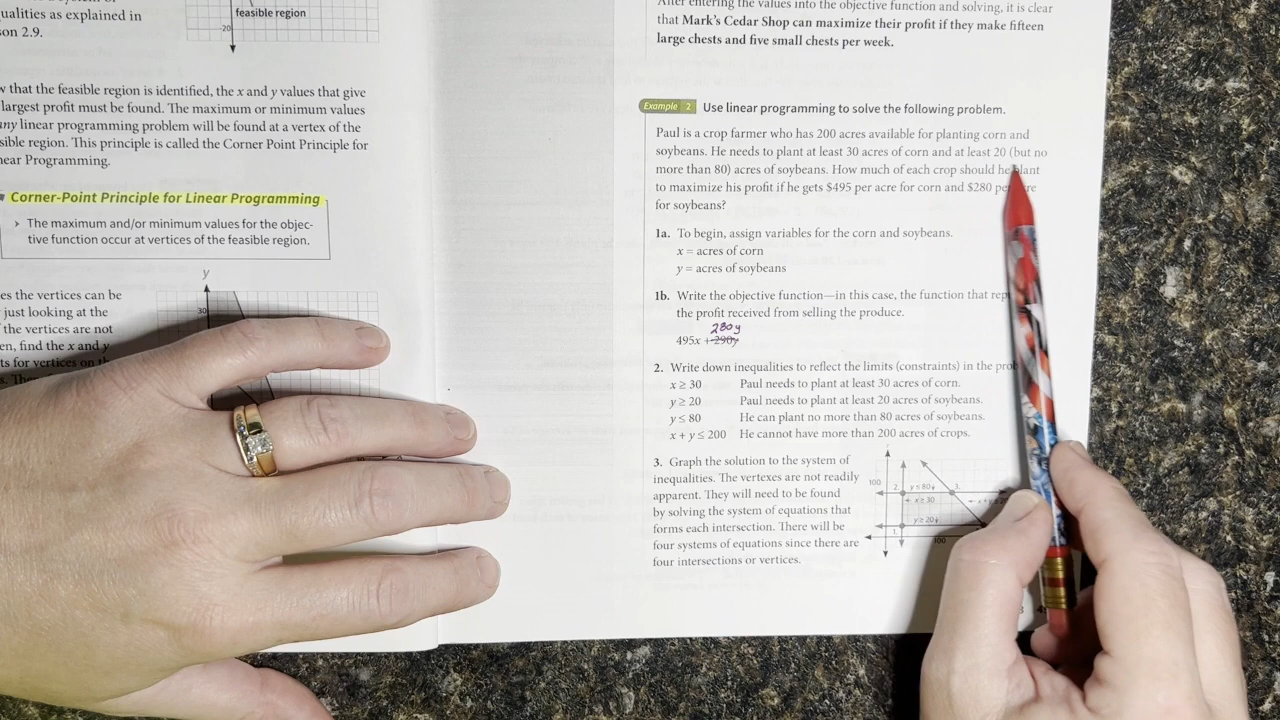 ualities as explained in
son 2.9.
feasible region
-20
w that the feasible region is identified, the x and y values that give
largest profit must be found. The maximum or minimum values
any linear programming problem will be found at a vertex of the
sible region. This principle is called the Corner Point Principle for
near Programming.
Corner-Point Principle for Linear Programming
› The maximum and/or minimum values for the objec-
tive function occur at vertices of the feasible region.
y
30
es the vertices can be
just looking at the
the vertices are not
en, find the x and y
ts for vertices on
After entering the values into the objective function and solving, it is clear
that Mark's Cedar Shop can maximize their profit if they make fifteen
large chests and five small chests per week.
Example 2 Use linear programming to solve the following problem.
Paul is a crop farmer who has 200 acres available for planting corn and
soybeans. He needs to plant at least 30 acres of corn and at least 20 (but no
more than 80) acres of soybeans. How much of each crop should he plant
to maximize his profit if he gets $495 per acre for corn and $280 per
for soybeans?
1a. To begin, assign variables for the corn and soybeans.
x = acres of corn
y = acres of soybeans
1b. Write the objective function—in this case, the function that rep
the profit received from selling the produce.
280y
495x + 290y
2. Write down inequalities to reflect the limits (constraints) in the prob
x ≥ 30 Paul needs to plant at least 30 acres of corn.
y ≥ 20 Paul needs to plant at least 20 acres of soybeans.
y ≤ 80 He can plant no more than 80 acres of soybeans.
x + y ≤ 200 He cannot have more than 200 acres of crops.
3. Graph the solution to the system of
inequalities. The vertexes are not readily
apparent. They will need to be found
by solving the system of equations that
forms each intersection. There will be
four systems of equations since there are
four intersections or vertices.
100 2. y ≤ 80 3.
x ≥ 30
y ≥ 20
1.
100